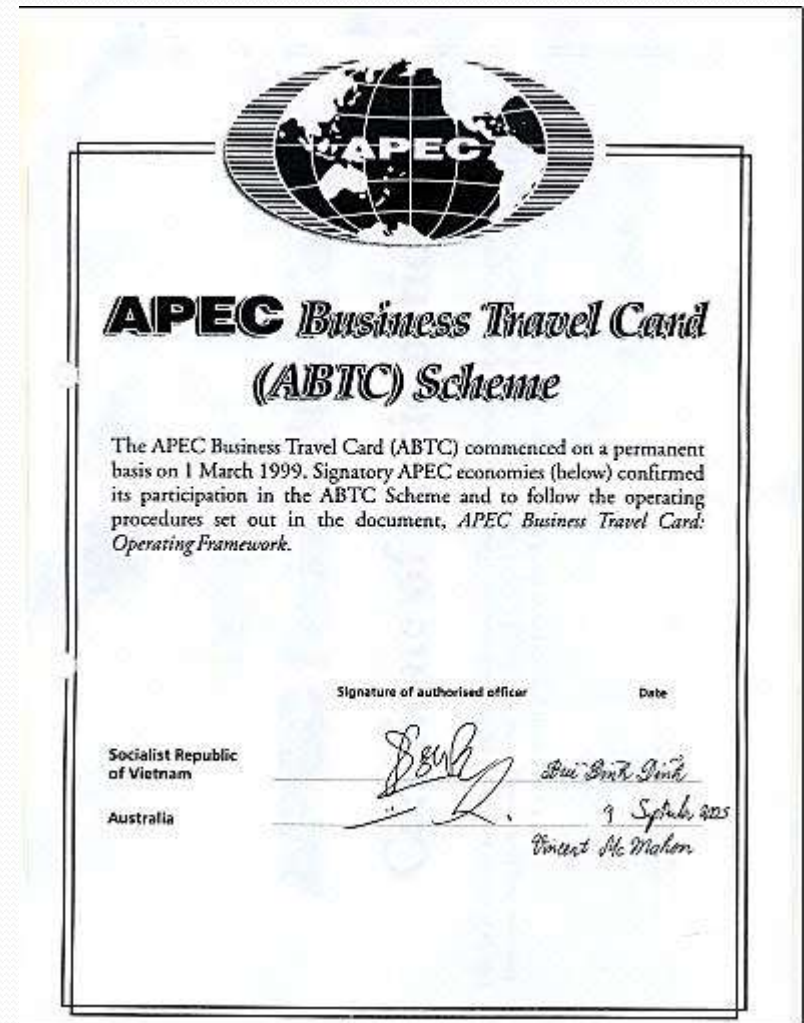 APEC
APEC Business Travel Card
(ABTC) Scheme
The APEC Business Travel Card (ABTC) commenced on a permanent
basis on 1 March 1999. Signatory APEC economies (below) confirmed
its participation in the ABTC Scheme and to follow the operating
procedures set out in the document, APEC Business Travel Card:
Operating Framework.
Signature of authorised officer Date
Socialist Republic
of Vietnam Bui Dinh Dinh
Australia 9 2005
Vincent McMahon